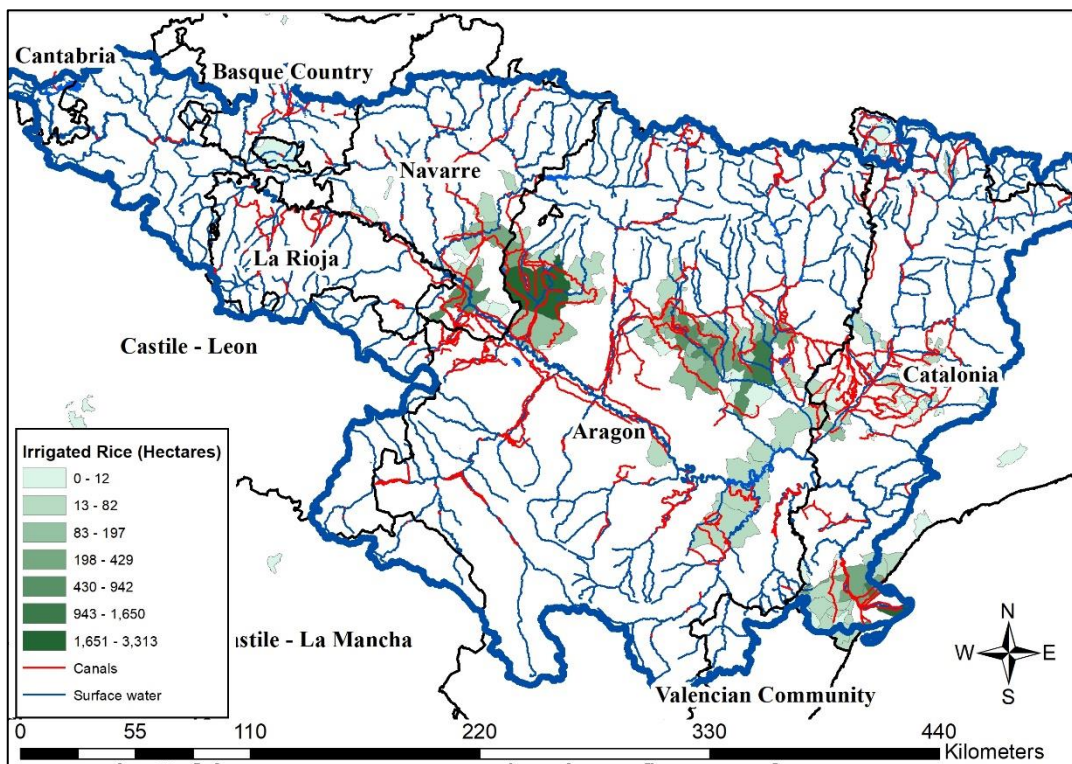 Cantabria
Basque Country
Navarre
La Rioja
Castile - Leon
Catalonia
Aragon
Irrigated Rice (Hectares)
0 - 12
13 - 82
83 - 197
198 - 429
430 - 942
943 - 1,650
1,651 - 3,313
Canals
Surface water
stile - La Mancha
Valencian Community
N
W E
S
0 55 110 220 330 440
Kilometers